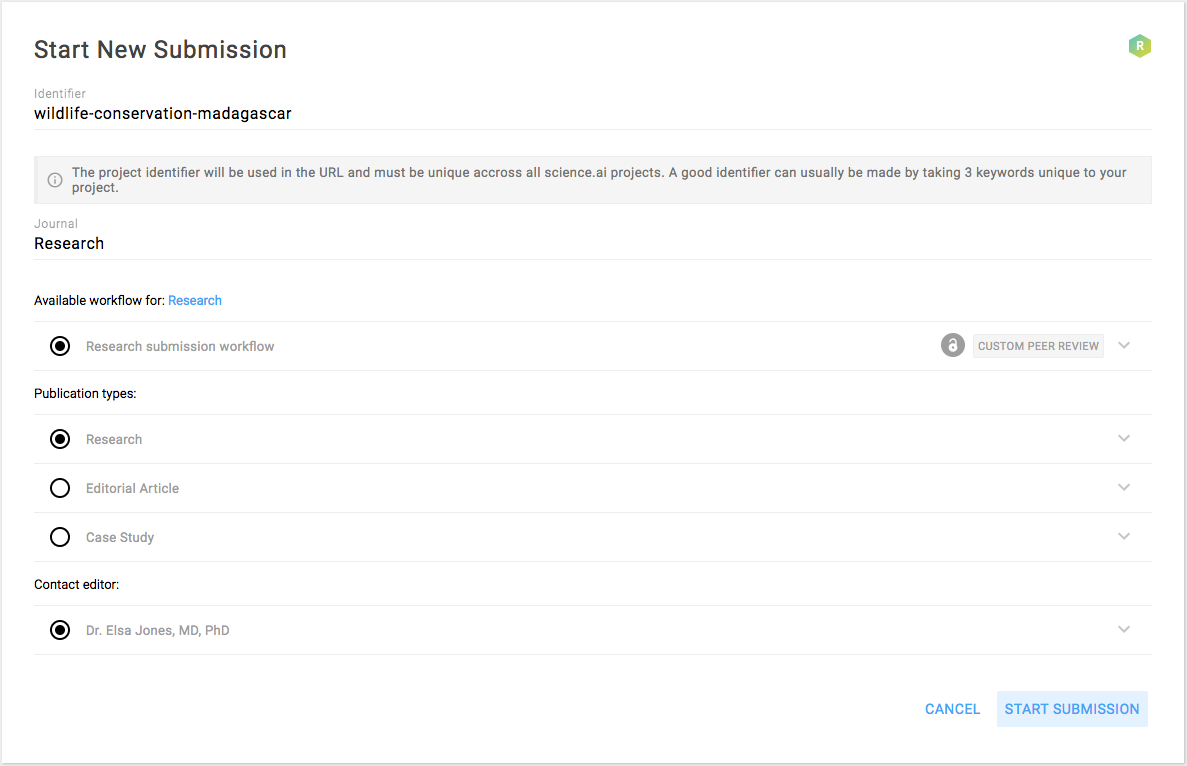 Start New Submission
R
Identifier
wildlife-conservation-madagascar
The project identifier will be used in the URL and must be unique accross all science.ai projects. A good identifier can usually be made by taking 3 keywords unique to your
project.
Journal
Research
Available workflow for: Research
Research submission workflow CUSTOM PEER REVIEW
Publication types:
Research
Editorial Article
Case Study
Contact editor:
Dr. Elsa Jones, MD, PhD
CANCEL START SUBMISSION